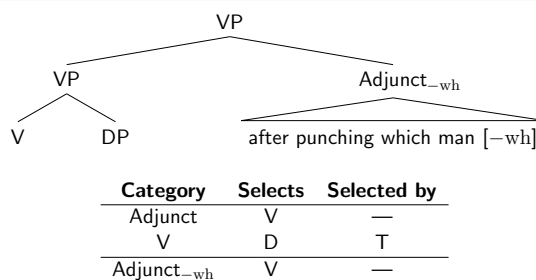 VP
VP Adjunct₋wh
V DP after punching which man [−wh]
Category Selects Selected by
Adjunct V —
V D T
Adjunct₋wh V —